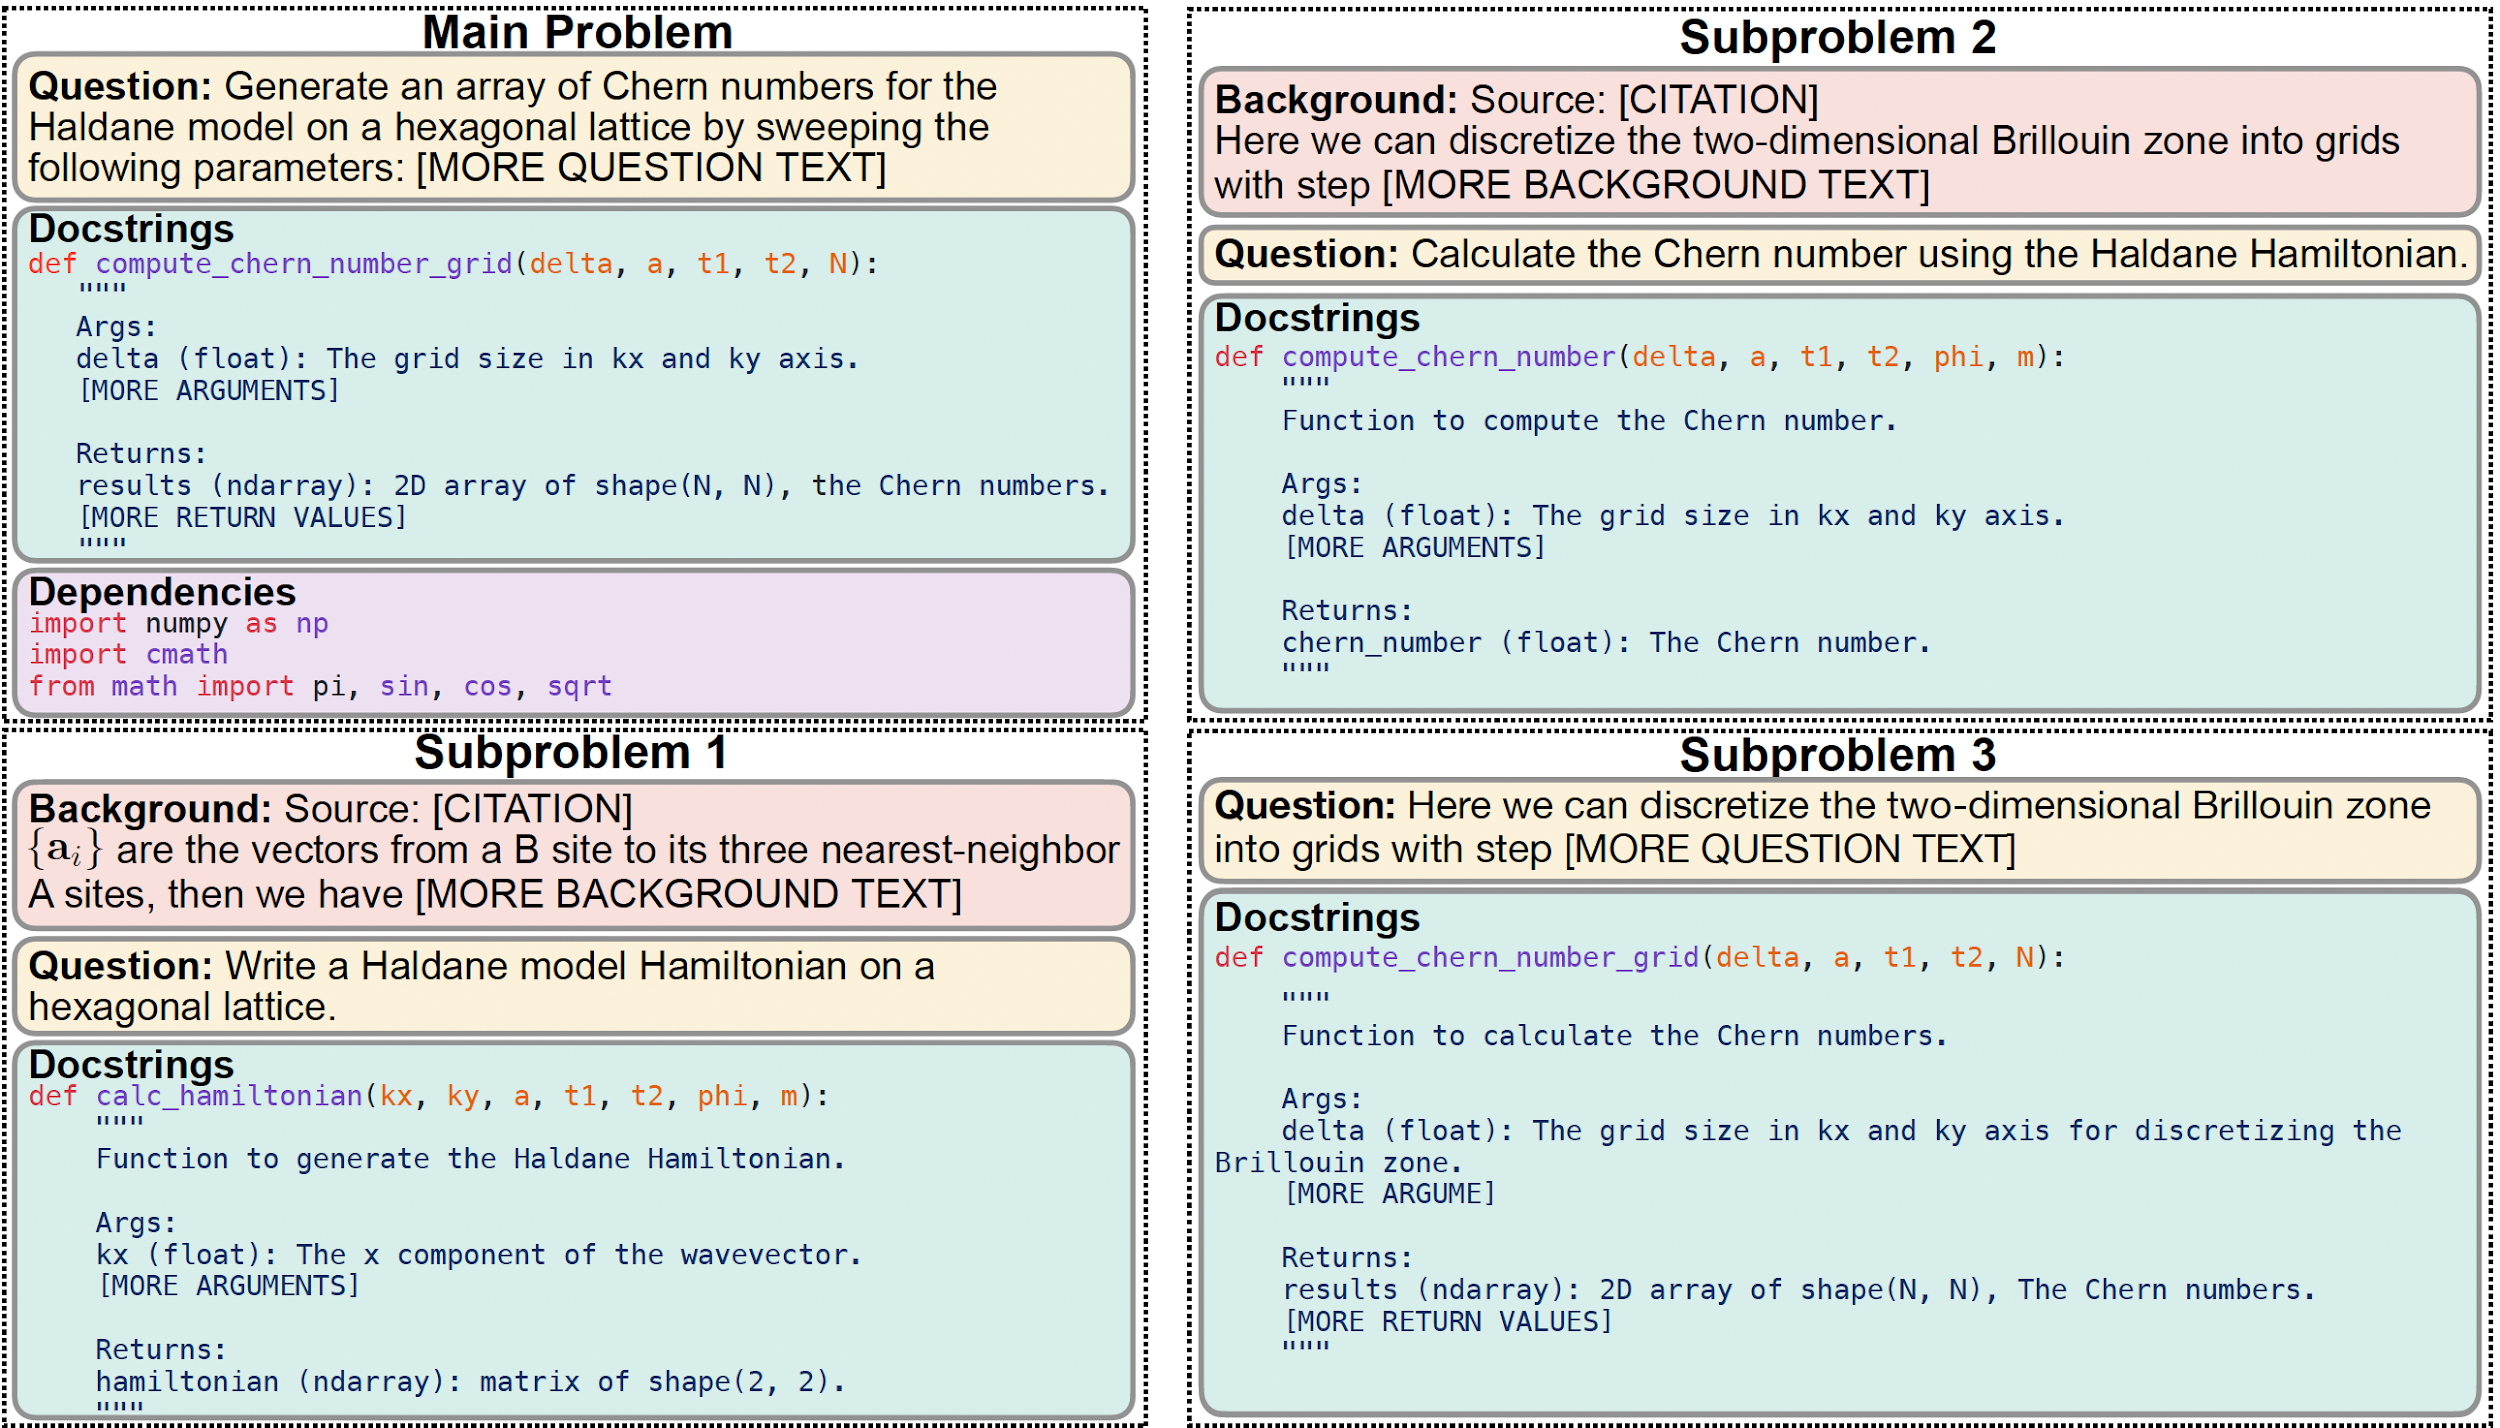 Main Problem
Question: Generate an array of Chern numbers for the
Haldane model on a hexagonal lattice by sweeping the
following parameters: [MORE QUESTION TEXT]
Docstrings
def compute_chern_number_grid(delta, a, t1, t2, N):
"""
Args:
delta (float): The grid size in kx and ky axis.
[MORE ARGUMENTS]
Returns:
results (ndarray): 2D array of shape(N, N), the Chern numbers.
[MORE RETURN VALUES]
"""
Dependencies
import numpy as np
import cmath
from math import pi, sin, cos, sqrt
Subproblem 1
Background: Source: [CITATION]
{a_i} are the vectors from a B site to its three nearest-neighbor
A sites, then we have [MORE BACKGROUND TEXT]
Question: Write a Haldane model Hamiltonian on a
hexagonal lattice.
Docstrings
def calc_hamiltonian(kx, ky, a, t1, t2, phi, m):
"""
Function to generate the Haldane Hamiltonian.
Args:
kx (float): The x component of the wavevector.
[MORE ARGUMENTS]
Returns:
hamiltonian (ndarray): matrix of shape(2, 2).
"""
Subproblem 2
Background: Source: [CITATION]
Here we can discretize the two-dimensional Brillouin zone into grids
with step [MORE BACKGROUND TEXT]
Question: Calculate the Chern number using the Haldane Hamiltonian.
Docstrings
def compute_chern_number(delta, a, t1, t2, phi, m):
"""
Function to compute the Chern number.
Args:
delta (float): The grid size in kx and ky axis.
[MORE ARGUMENTS]
Returns:
chern_number (float): The Chern number.
"""
Subproblem 3
Question: Here we can discretize the two-dimensional Brillouin zone
into grids with step [MORE QUESTION TEXT]
Docstrings
def compute_chern_number_grid(delta, a, t1, t2, N):
"""
Function to calculate the Chern numbers.
Args:
delta (float): The grid size in kx and ky axis for discretizing the
Brillouin zone.
[MORE ARGUME]
Returns:
results (ndarray): 2D array of shape(N, N), The Chern numbers.
[MORE RETURN VALUES]
"""